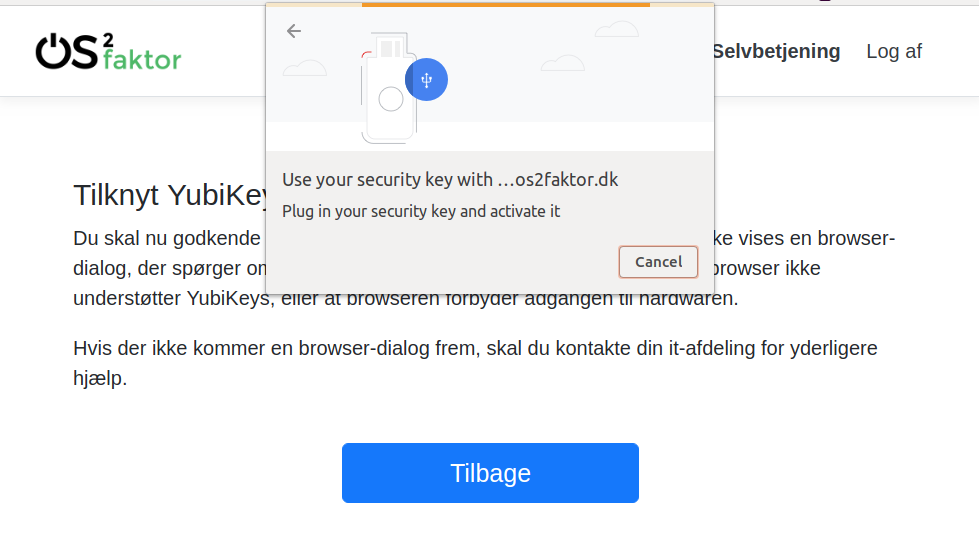 OS2faktor
Selvbetjening
Log af
Use your security key with …os2faktor.dk
Plug in your security key and activate it
Cancel
Tilknyt YubiKey
Du skal nu godkende
ke vises en browser-
dialog, der spørger om
browser ikke
understøtter YubiKeys, eller at browseren forbyder adgangen til hardwaren.
Hvis der ikke kommer en browser-dialog frem, skal du kontakte din it-afdeling for yderligere
hjælp.
Tilbage